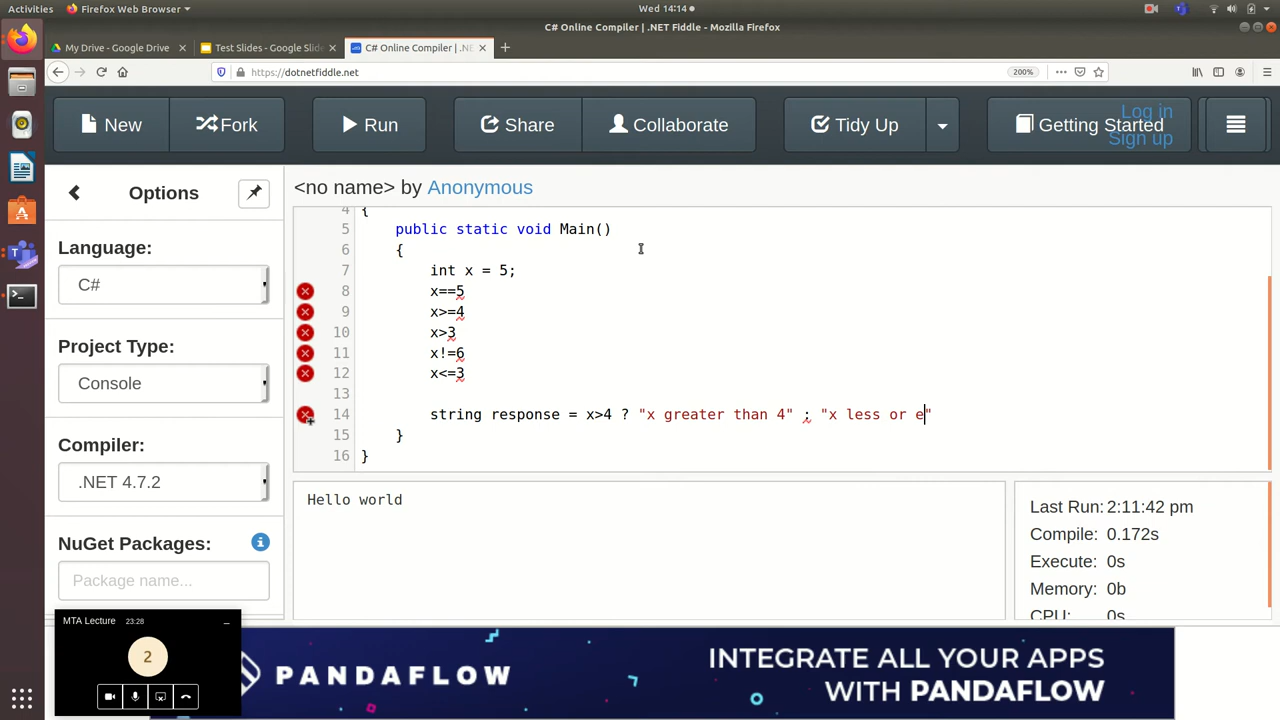 Activities
Firefox Web Browser
Wed 14:14
C# Online Compiler | .NET Fiddle - Mozilla Firefox
My Drive - Google Drive
Test Slides - Google Slide
C# Online Compiler | .NE
https://dotnetfiddle.net
200%
New
Fork
Run
Share
Collaborate
Tidy Up
Getting Started
Log in
Sign up
Options
Language:
C#
Project Type:
Console
Compiler:
.NET 4.7.2
NuGet Packages:
Package name...
<no name> by Anonymous
4 {
5 public static void Main()
6 {
7 int x = 5;
8 x==5
9 x>=4
10 x>3
11 x!=6
12 x<=3
13
14 string response = x>4 ? "x greater than 4" ; "x less or e"
15 }
16 }
Hello world
Last Run: 2:11:42 pm
Compile: 0.172s
Execute: 0s
Memory: 0b
CPU: 0s
MTA Lecture 23:28
2
PANDAFLOW
INTEGRATE ALL YOUR APPS
WITH PANDAFLOW